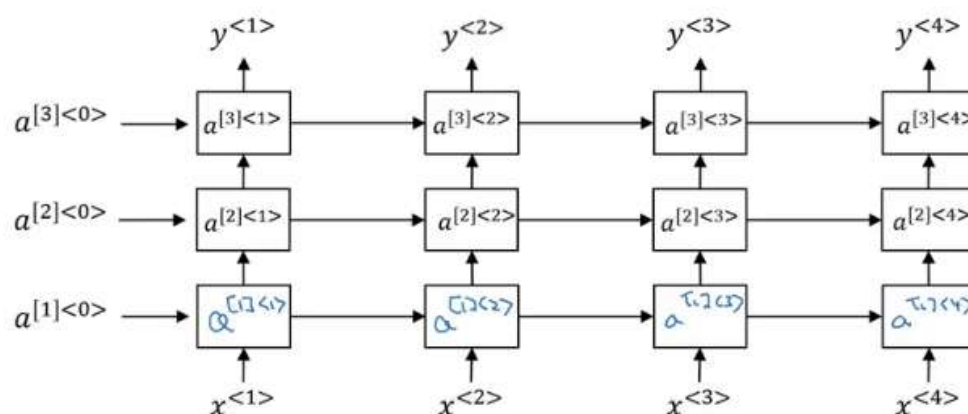 y^{<1>} y^{<2>} y^{<3>} y^{<4>}
a^{[3]<0>} a^{[3]<1>} a^{[3]<2>} a^{[3]<3>} a^{[3]<4>}
a^{[2]<0>} a^{[2]<1>} a^{[2]<2>} a^{[2]<3>} a^{[2]<4>}
a^{[1]<0>} a^{[1]<1>} a^{[1]<2>} a^{[1]<3>} a^{[1]<4>}
x^{<1>} x^{<2>} x^{<3>} x^{<4>}